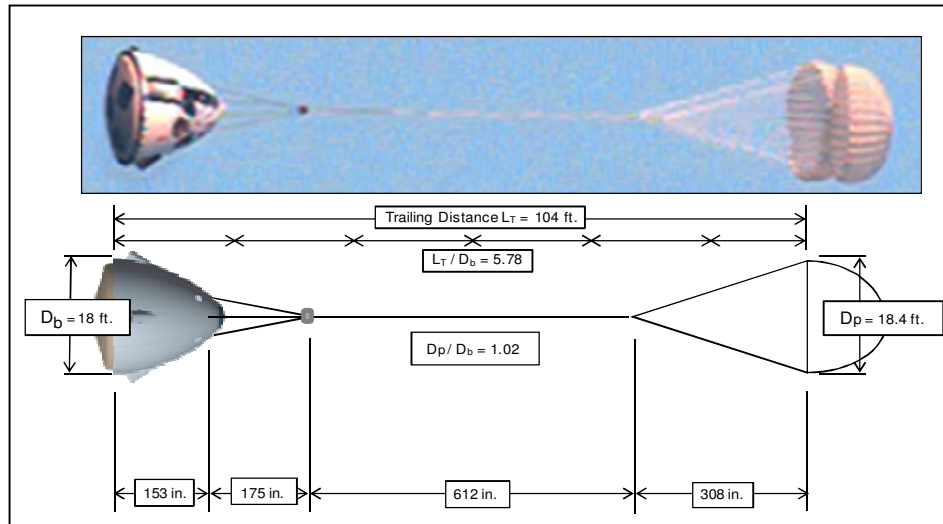 Trailing Distance L_T = 104 ft.
L_T / D_b = 5.78
D_b = 18 ft.
D_P = 18.4 ft.
D_P / D_b = 1.02
153 in.
175 in.
612 in.
308 in.